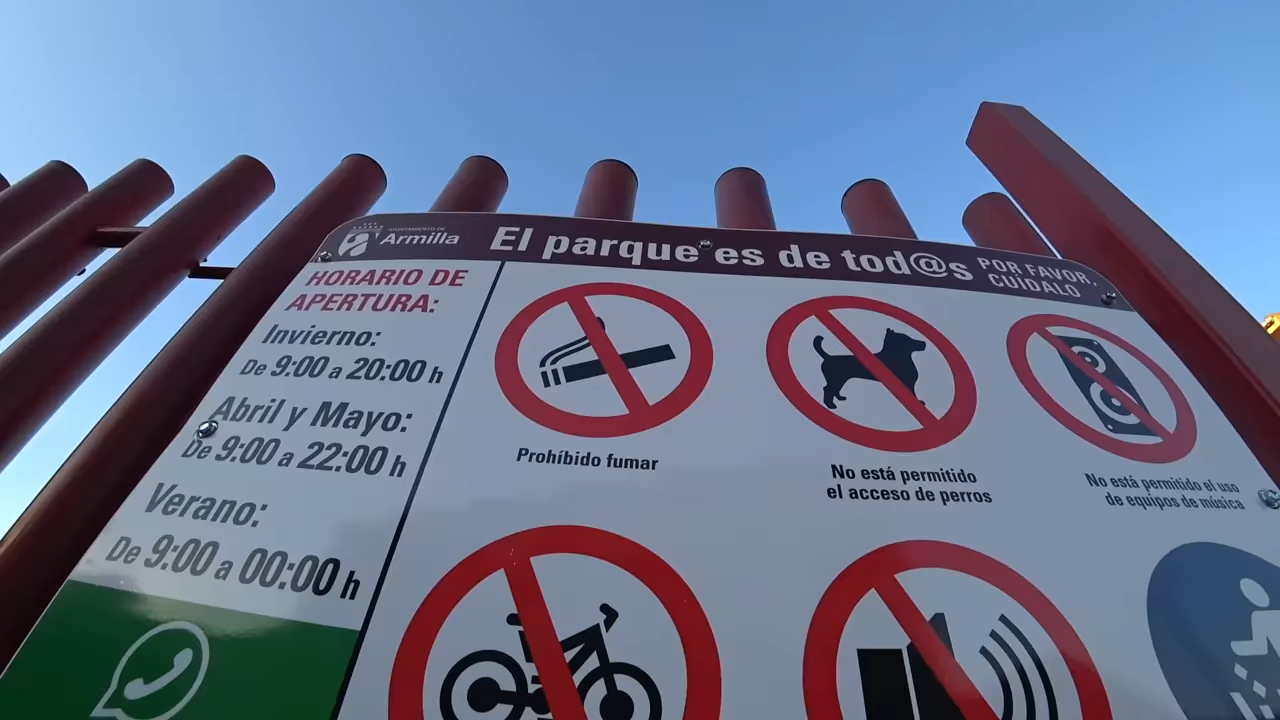 AYUNTAMIENTO DE
Armilla
El parque es de tod@s
POR FAVOR,
CUÍDALO
HORARIO DE
APERTURA:
Invierno:
De 9:00 a 20:00 h
Abril y Mayo:
De 9:00 a 22:00 h
Verano:
De 9:00 a 00:00 h
Prohíbido fumar
No está permitido
el acceso de perros
No está permitido el uso
de equipos de música